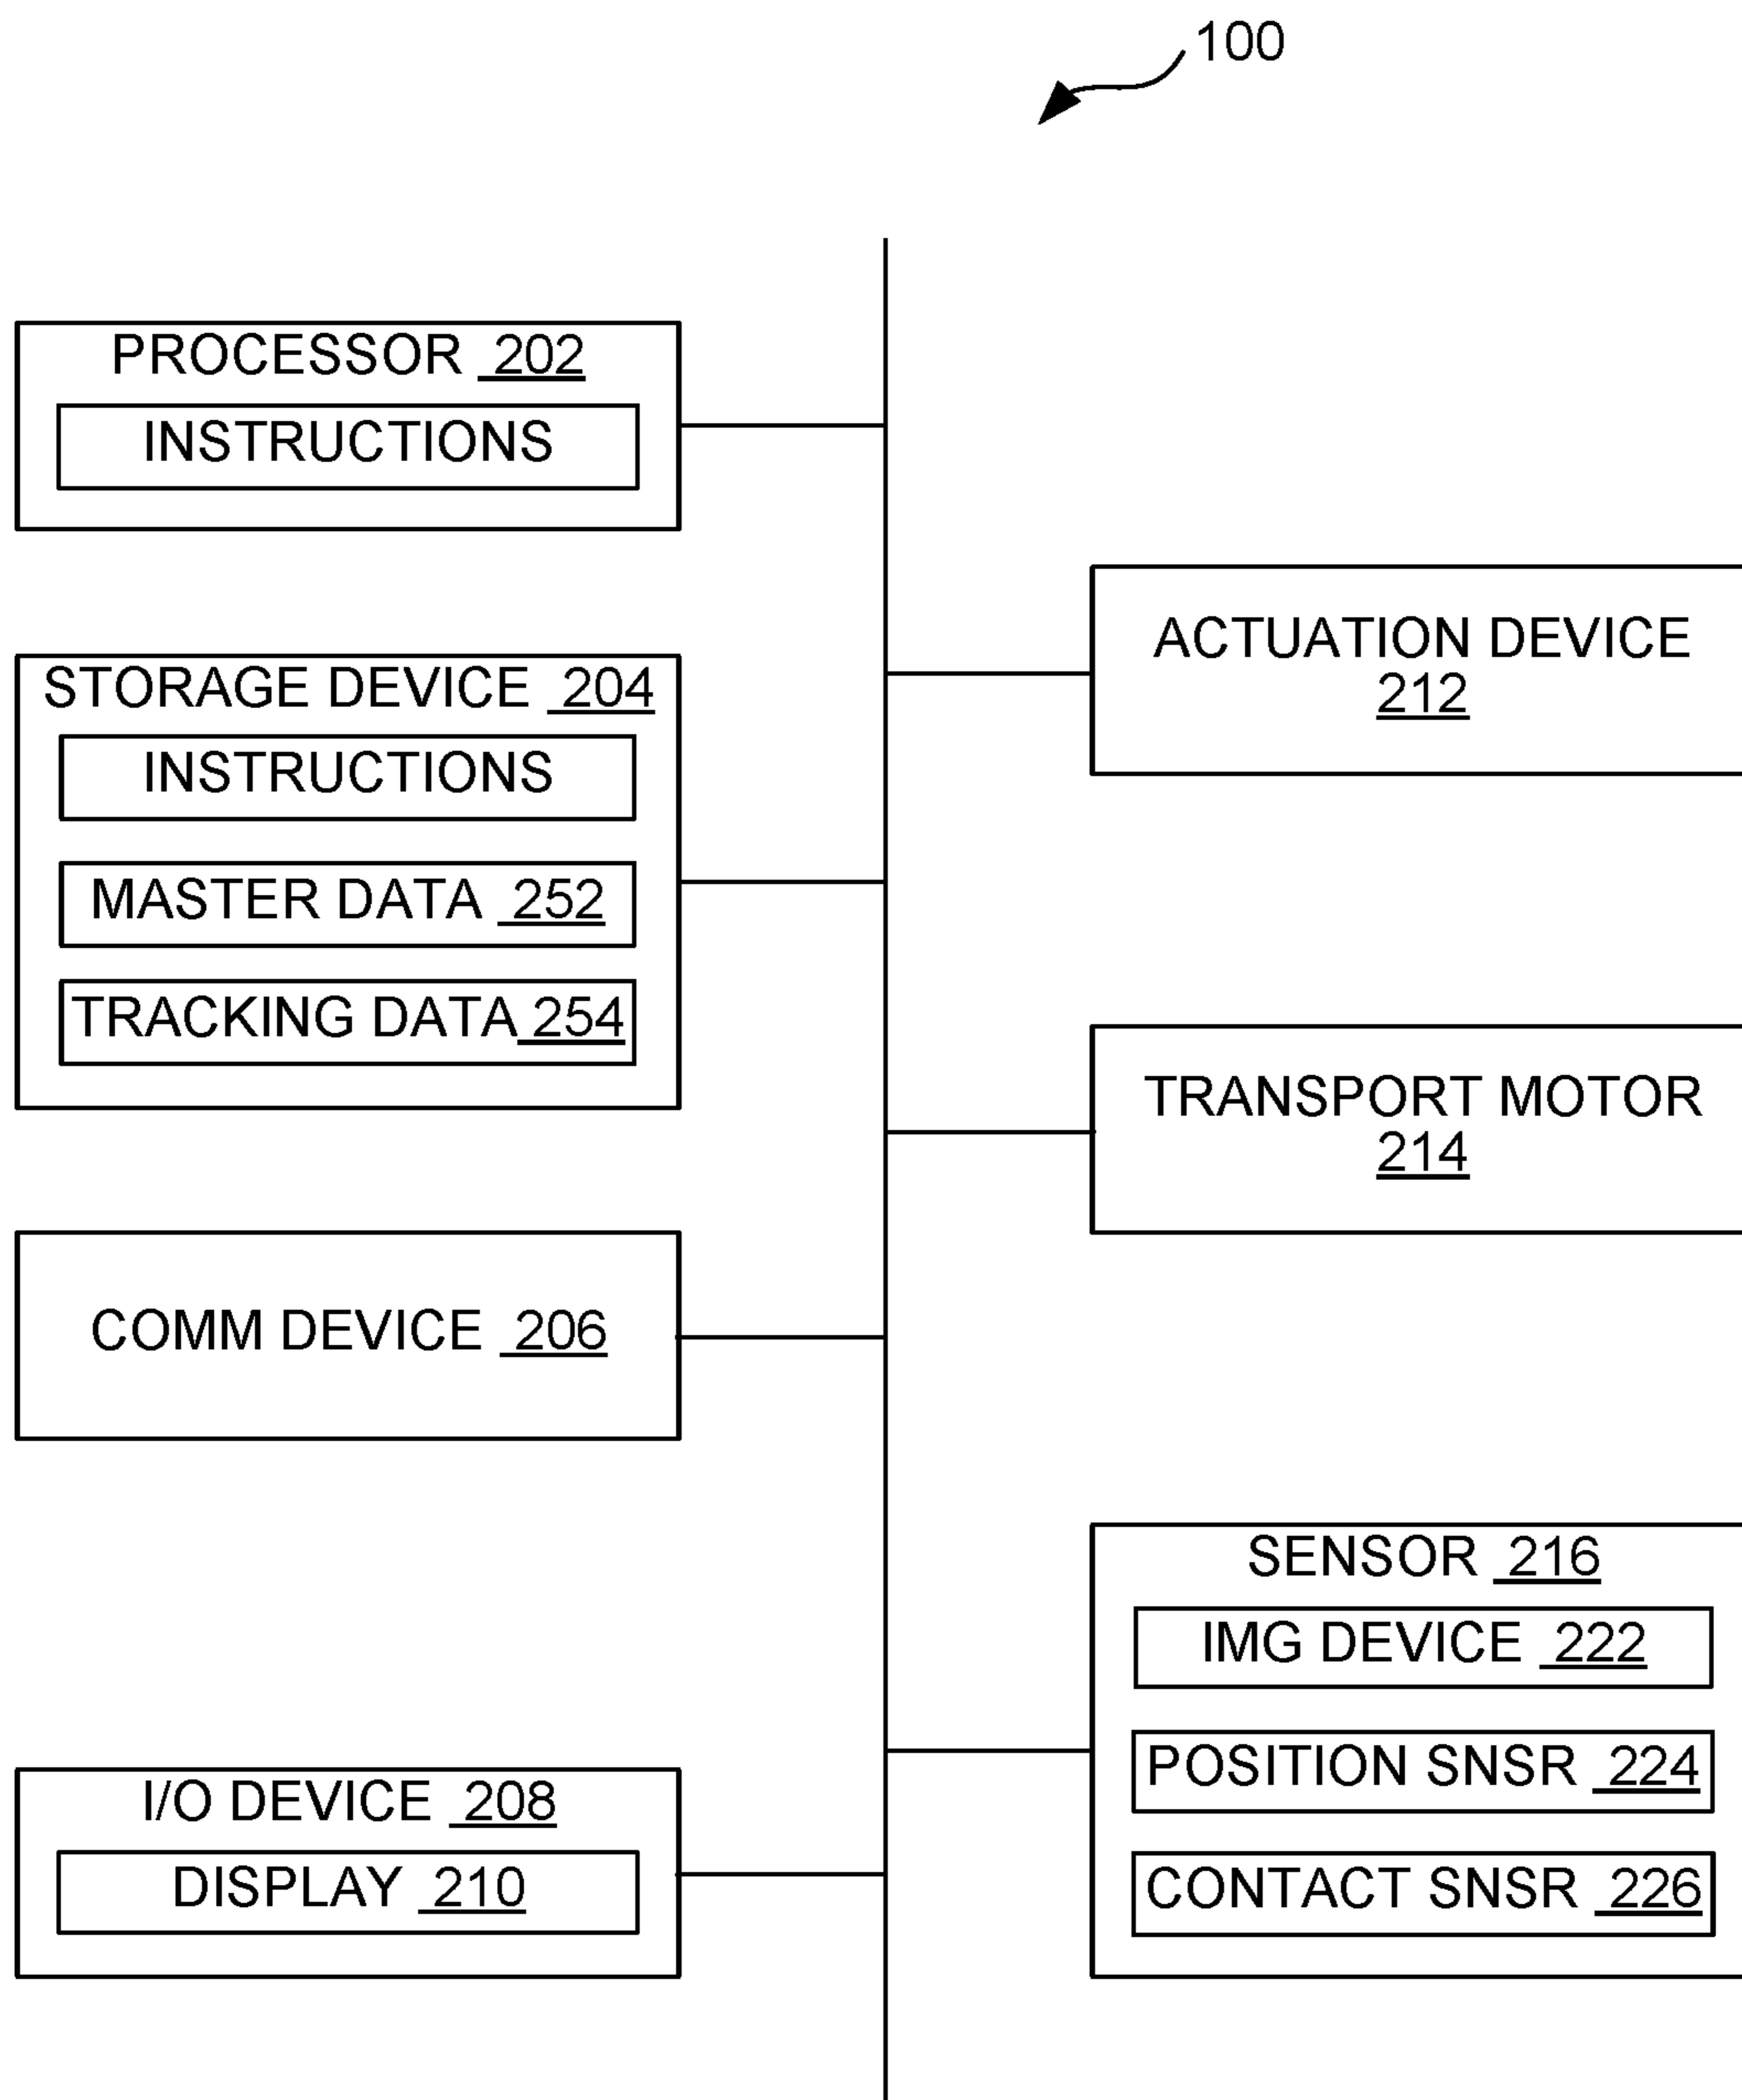 100
PROCESSOR 202
INSTRUCTIONS
STORAGE DEVICE 204
INSTRUCTIONS
MASTER DATA 252
TRACKING DATA 254
COMM DEVICE 206
I/O DEVICE 208
DISPLAY 210
ACTUATION DEVICE
212
TRANSPORT MOTOR
214
SENSOR 216
IMG DEVICE 222
POSITION SNSR 224
CONTACT SNSR 226